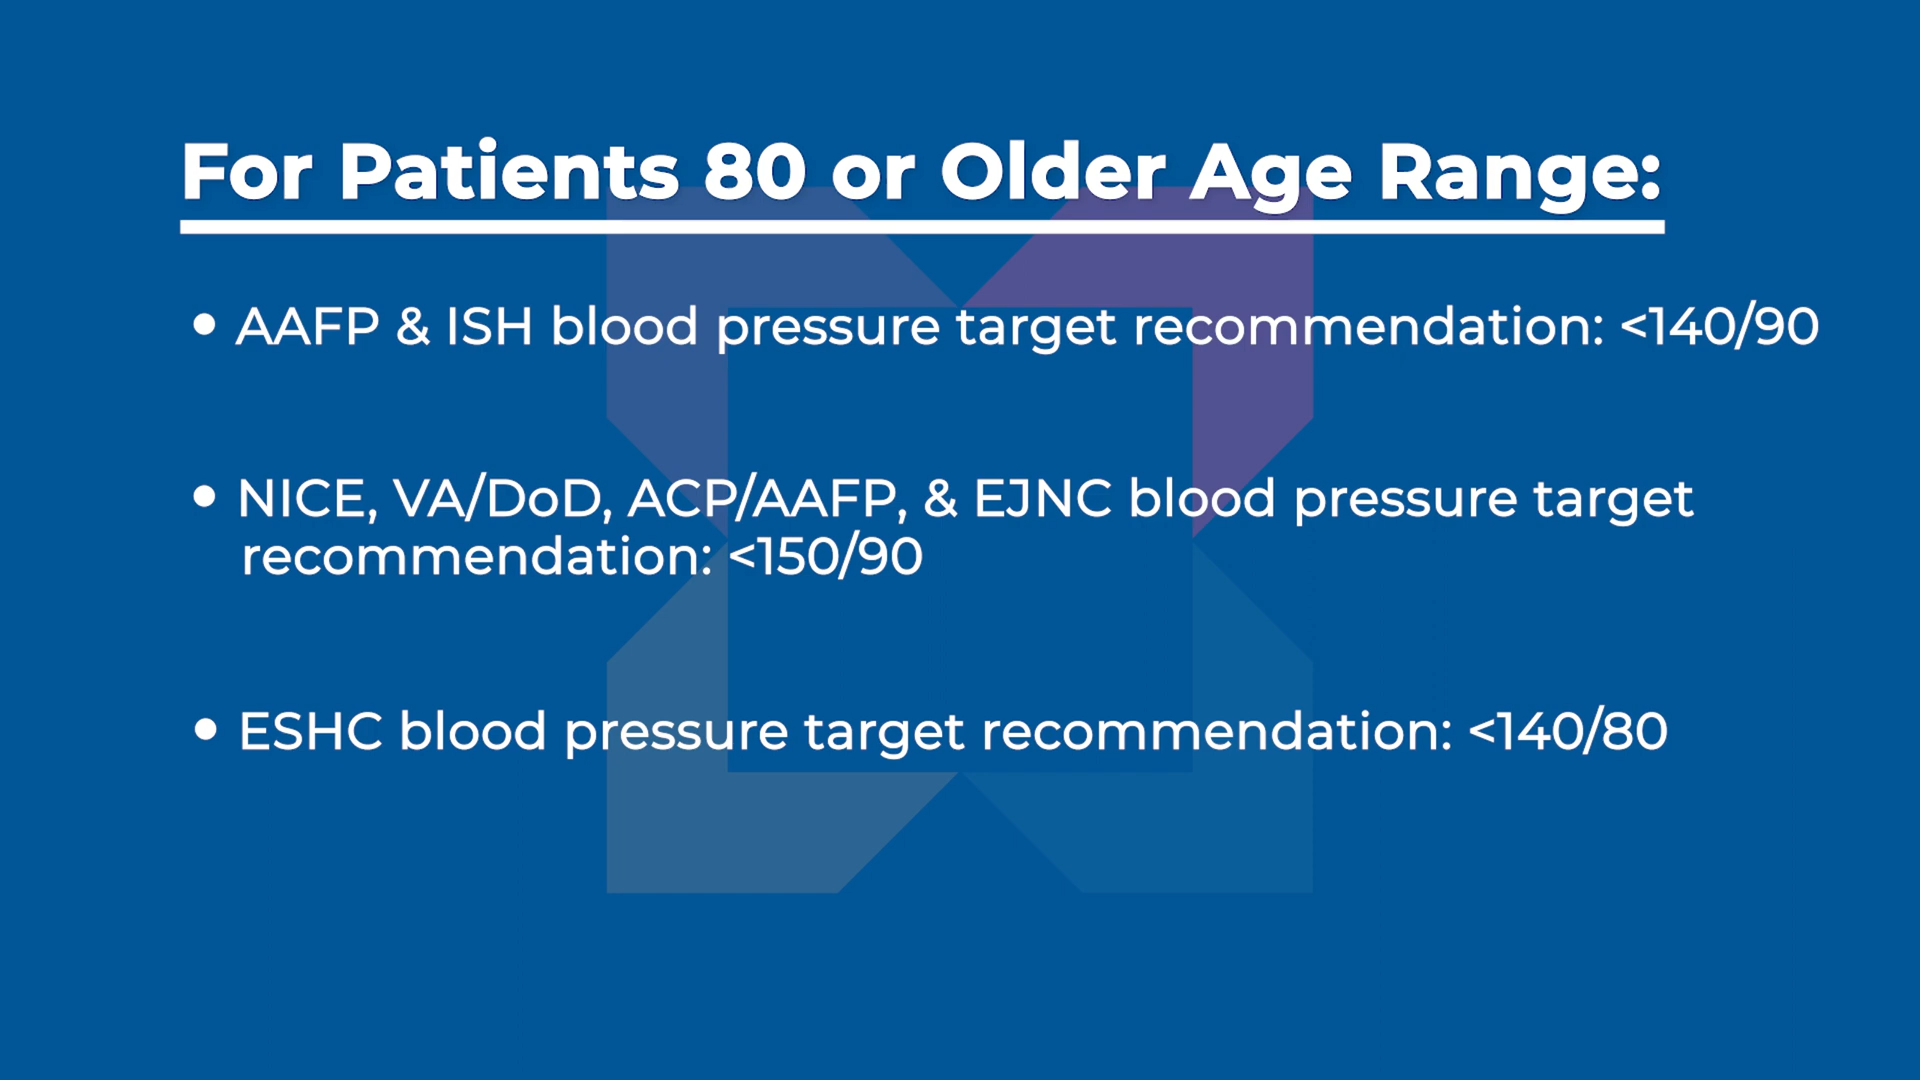 For Patients 80 or Older Age Range:
• AAFP & ISH blood pressure target recommendation: <140/90
• NICE, VA/DoD, ACP/AAFP, & EJNC blood pressure target
recommendation: <150/90
• ESHC blood pressure target recommendation: <140/80